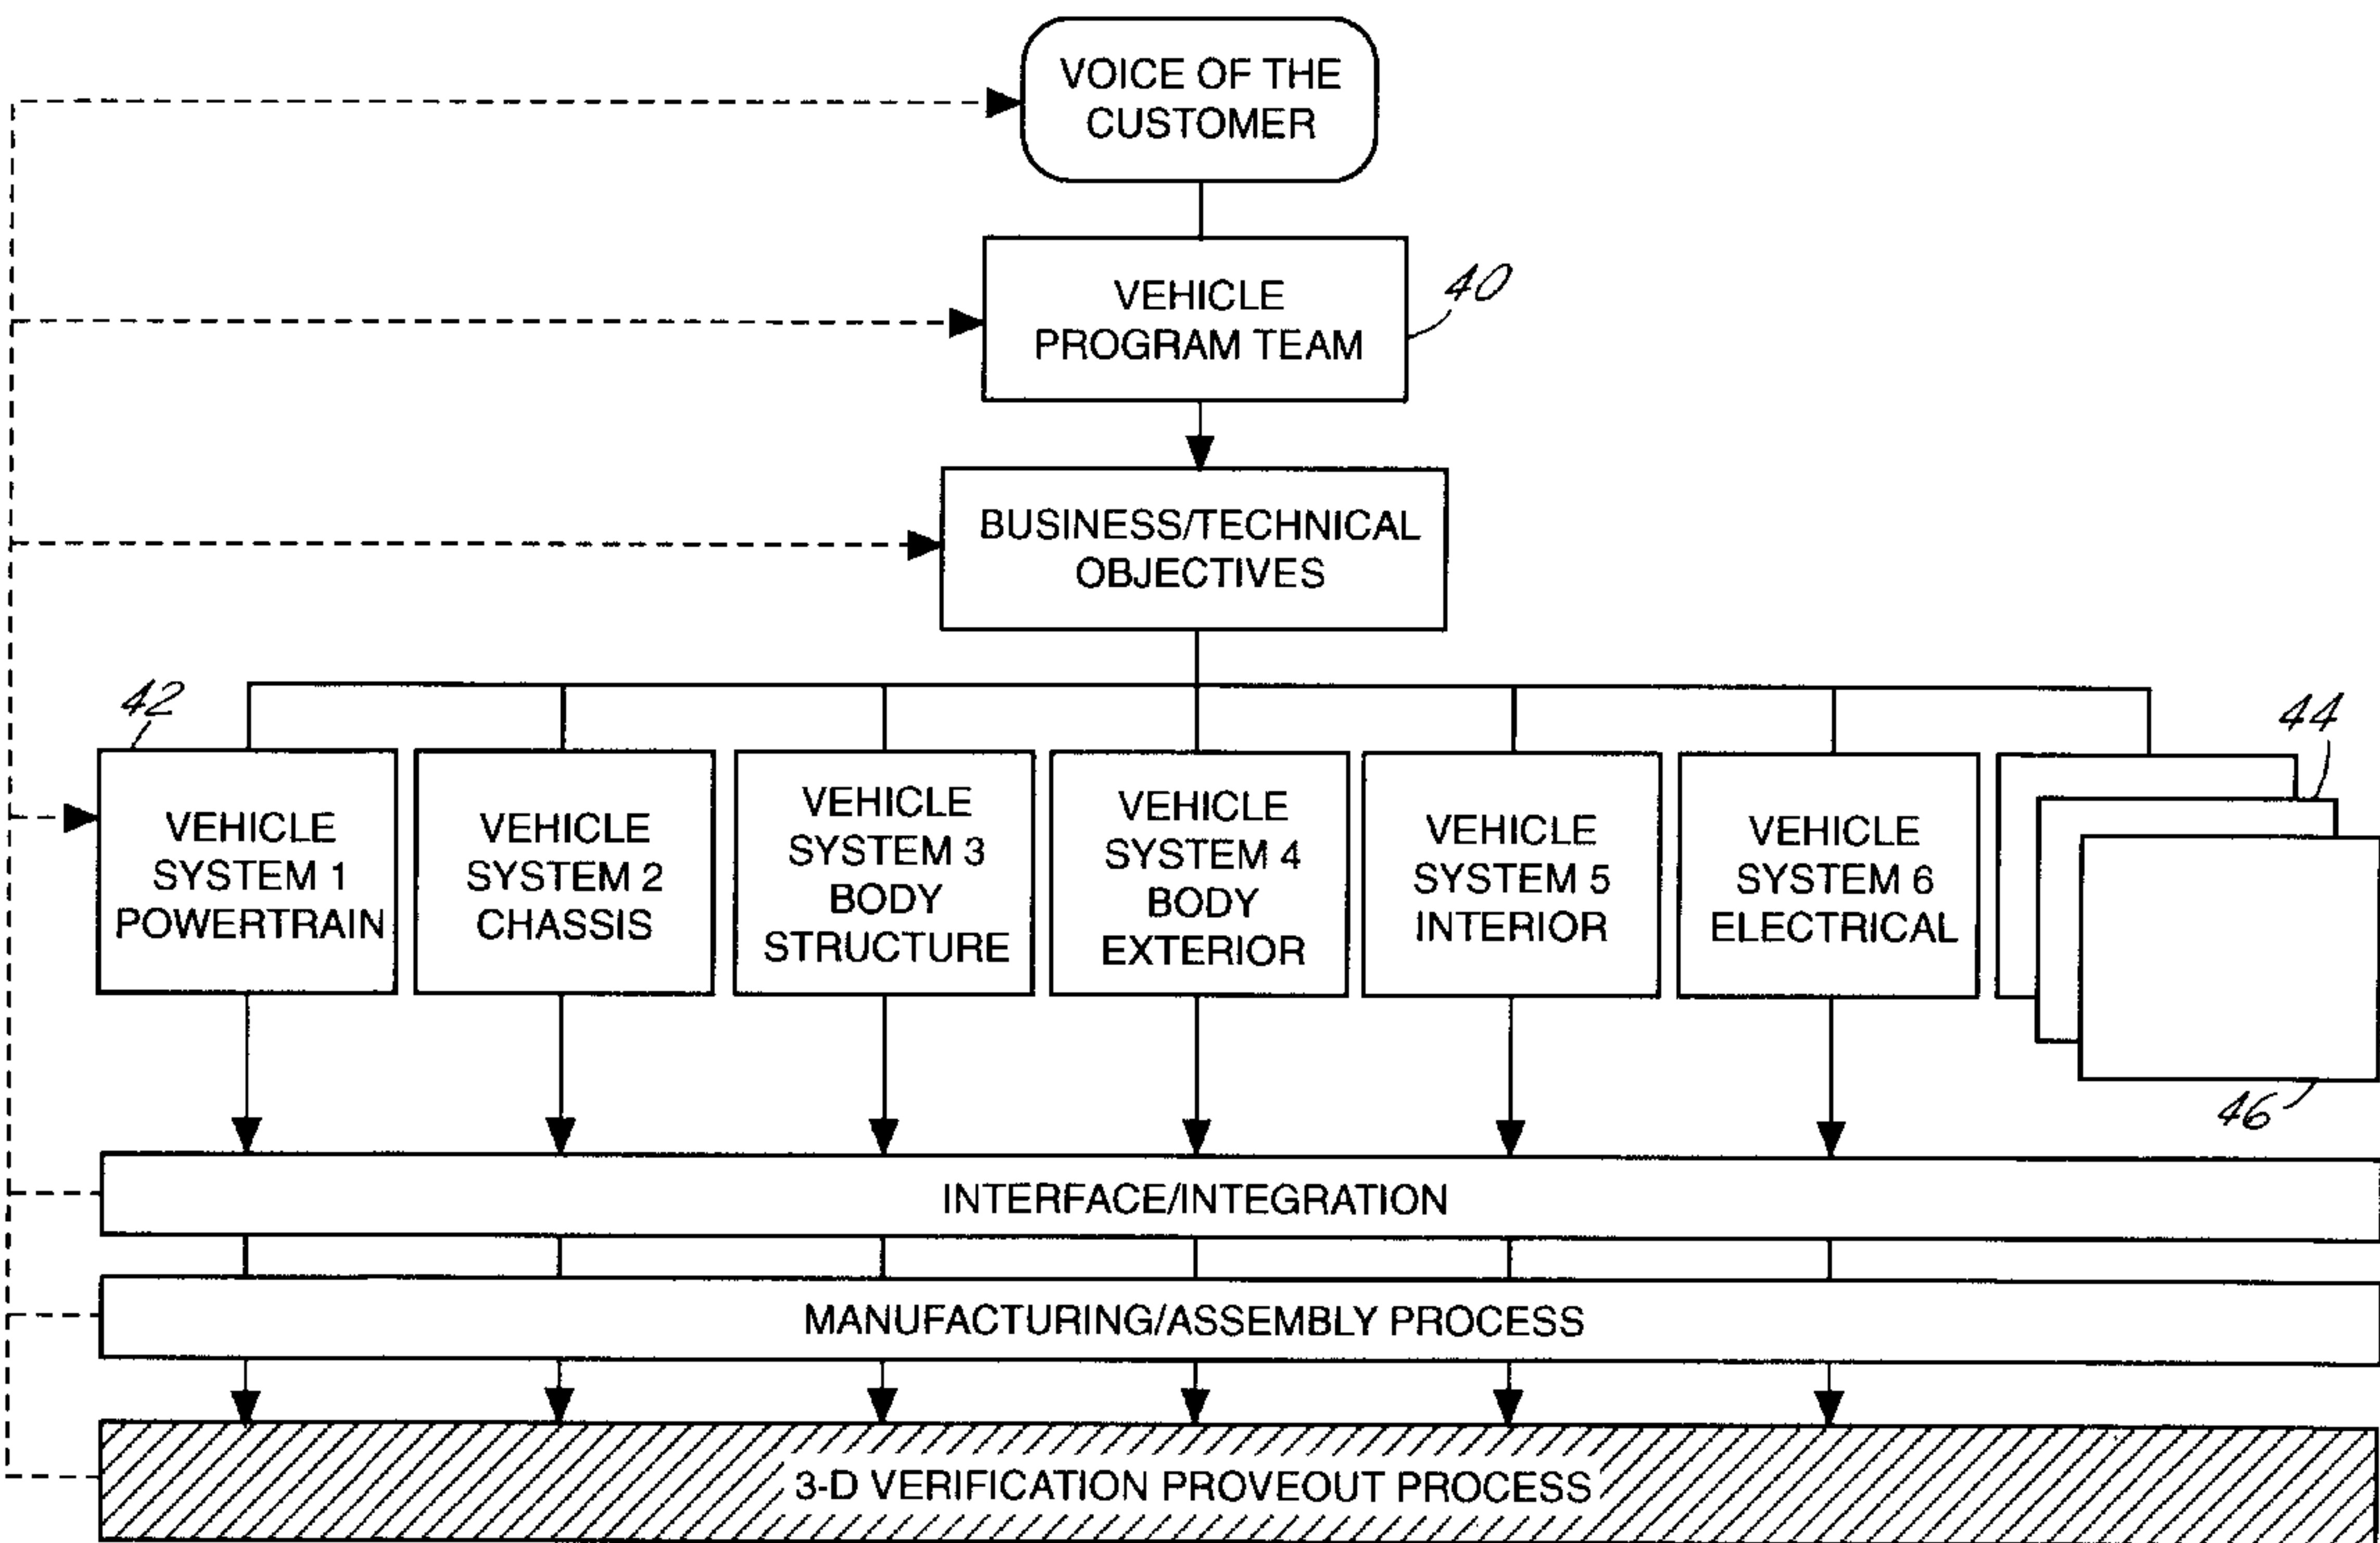 VOICE OF THE
CUSTOMER
VEHICLE
PROGRAM TEAM
40
BUSINESS/TECHNICAL
OBJECTIVES
42
44
VEHICLE
SYSTEM 1
POWERTRAIN
VEHICLE
SYSTEM 2
CHASSIS
VEHICLE
SYSTEM 3
BODY
STRUCTURE
VEHICLE
SYSTEM 4
BODY
EXTERIOR
VEHICLE
SYSTEM 5
INTERIOR
VEHICLE
SYSTEM 6
ELECTRICAL
46
INTERFACE/INTEGRATION
MANUFACTURING/ASSEMBLY PROCESS
3-D VERIFICATION PROVEOUT PROCESS